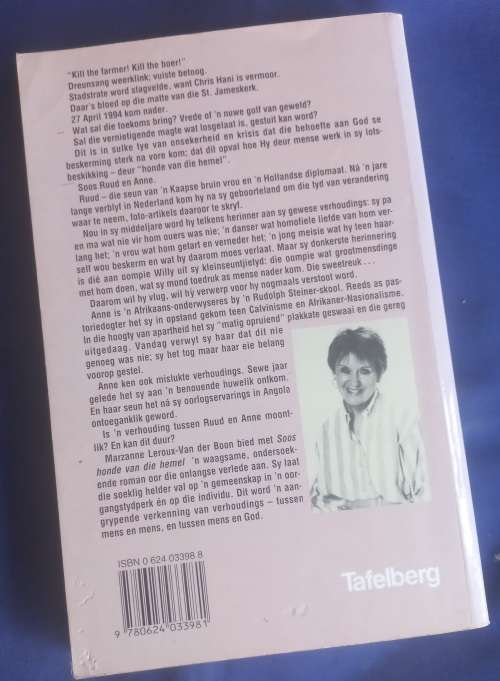 "Kill the farmer! Kill the boer!"
Dreunsang weerklink; vuiste betoog.
Stadstrate word slagvelde, want Chris Hani is vermoor.
Daar's bloed op die matte van die St. Jameskerk.
27 April 1994 kom nader.
Wat sal die toekoms bring? Vrede of 'n nuwe golf van geweld?
Sal die vernietigende magte wat losgelaat is, gestuit kan word?
Dit is in sulke tye van onsekerheid en krisis dat die behoefte aan God se
beskerming sterk na vore kom; dat dit opval hoe Hy deur mense werk in sy lots-
beskikking – deur "honde van die hemel".
Soos Ruud en Anne.
Ruud – die seun van 'n Kaapse bruin vrou en 'n Hollandse diplomaat. Ná 'n jare
lange verblyf in Nederland kom hy na sy geboorteland om die tyd van verandering
waar te neem, foto-artikels daaroor te skryf.
Nou in sy middeljare word hy telkens herinner aan sy gewese verhoudings: sy pa
en ma wat nie vir hom ouers was nie; 'n danser wat homofiele liefde van hom ver-
lang het; 'n vrou wat hom getart en verneder het; 'n jong meisie wat hy teen haar-
self wou beskerm en wat hy daarom moes verlaat. Maar sy donkerste herinnering
is dié aan oompie Willy uit sy kleinseuntjietyd: die oompie wat grootmensdinge
met hom doen, wat sy mond toedruk as mense nader kom. Die sweetreuk . . .
Daarom wil hy vlug, wil hý verwerp voor hy nogmaals verstoot word.
Anne is 'n Afrikaans-onderwyseres by 'n Rudolph Steiner-skool. Reeds as pas-
toriedogter het sy in opstand gekom teen Calvinisme en Afrikaner-Nasionalisme.
In die hoogty van apartheid het sy "matig opruiend" plakkate geswaai en die gereg
uitgedaag. Vandag verwyt sy haar dat dit nie
genoeg was nie; sy het tog maar haar eie belang
voorop gestel.
Anne ken ook mislukte verhoudings. Sewe jaar
gelede het sy aan 'n benouende huwelik ontkom.
En haar seun het ná sy oorlogservarings in Angola
ontoeganklik geword.
Is 'n verhouding tussen Ruud en Anne moont-
lik? En kan dit duur?
Marzanne Leroux-Van der Boon bied met Soos
honde van die hemel 'n waagsame, ondersoek-
ende roman oor die onlangse verlede aan. Sy laat
die soeklig helder val op 'n gemeenskap in 'n oor-
gangstydperk én op die individu. Dit word 'n aan-
grypende verkenning van verhoudings – tussen
mens en mens, en tussen mens en God.
ISBN 0 624 03398 8
9 780624 033981
Tafelberg